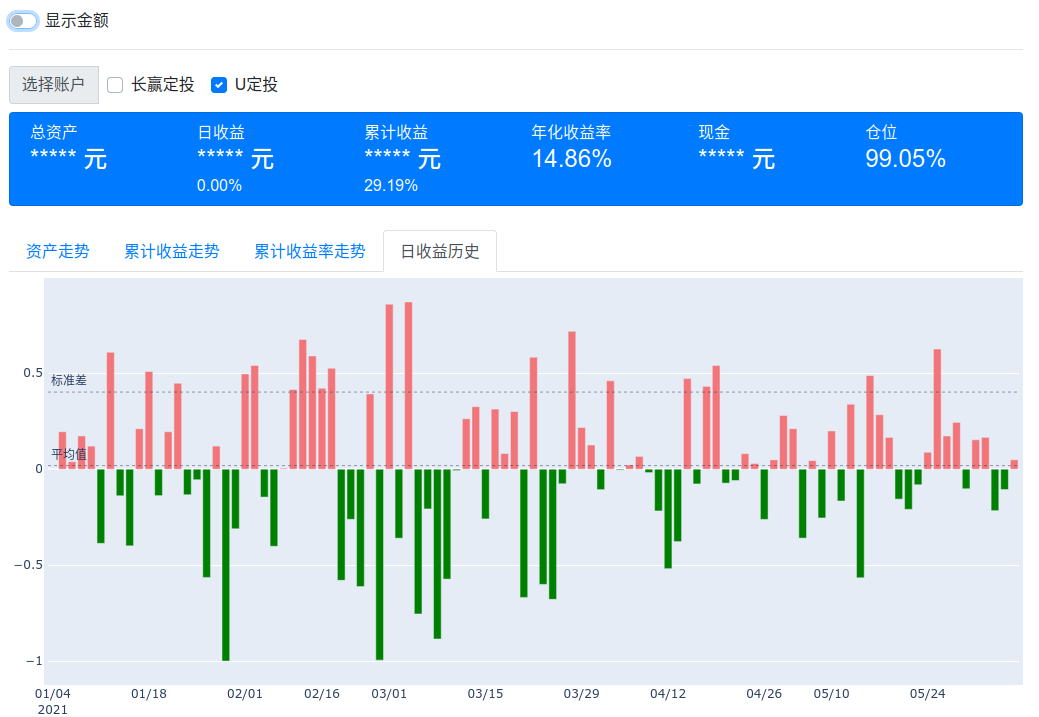 显示金额
选择账户 长赢定投 U定投
总资产 日收益 累计收益 年化收益率 现金 仓位
***** 元 ***** 元 ***** 元 14.86% ***** 元 99.05%
0.00% 29.19%
资产走势 累计收益走势 累计收益率走势 日收益历史
0.5
标准差
平均值
0
−0.5
−1
01/04 01/18 02/01 02/16 03/01 03/15 03/29 04/12 04/26 05/10 05/24
2021